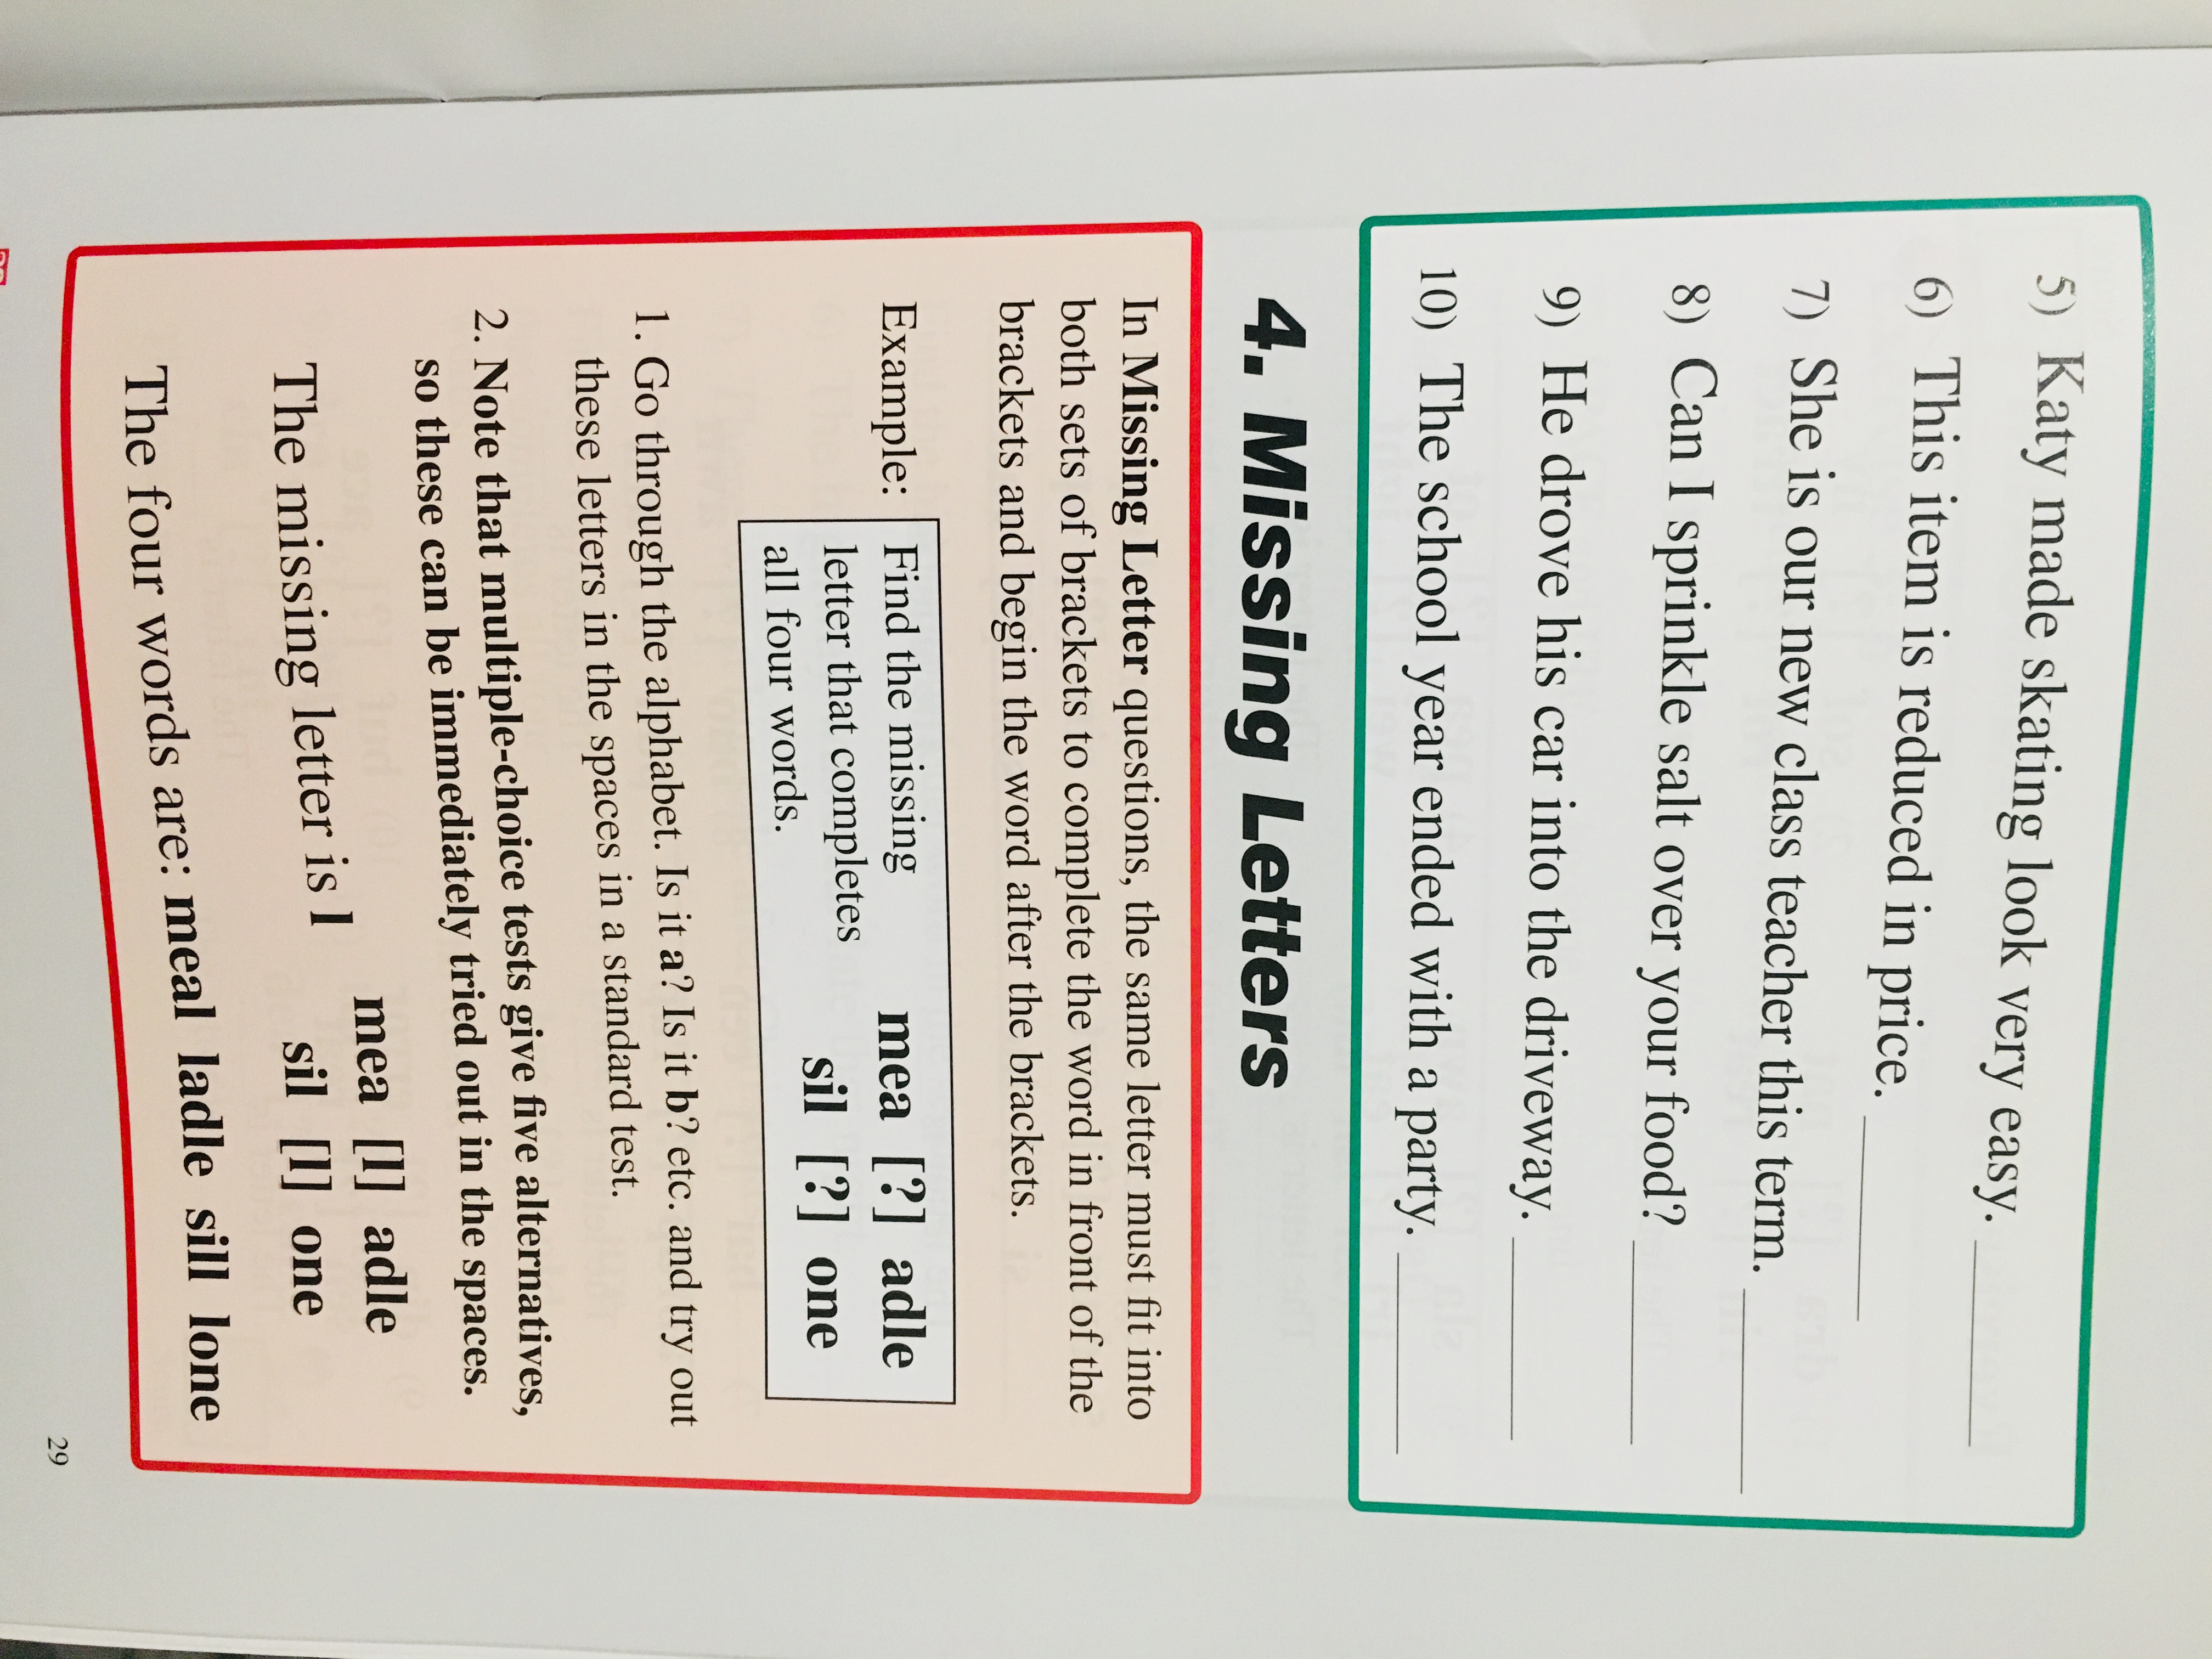 5) Katy made skating look very easy.
6) This item is reduced in price.
7) She is our new class teacher this term.
8) Can I sprinkle salt over your food?
9) He drove his car into the driveway.
10) The school year ended with a party.
4. Missing Letters
In Missing Letter questions, the same letter must fit into
both sets of brackets to complete the word in front of the
brackets and begin the word after the brackets.
Example:
Find the missing
letter that completes
all four words.
mea [?] adle
sil [?] one
1. Go through the alphabet. Is it a? Is it b? etc. and try out
these letters in the spaces in a standard test.
2. Note that multiple-choice tests give five alternatives,
so these can be immediately tried out in the spaces.
mea [l] adle
The missing letter is l
sil [l] one
The four words are: meal ladle sill lone
29